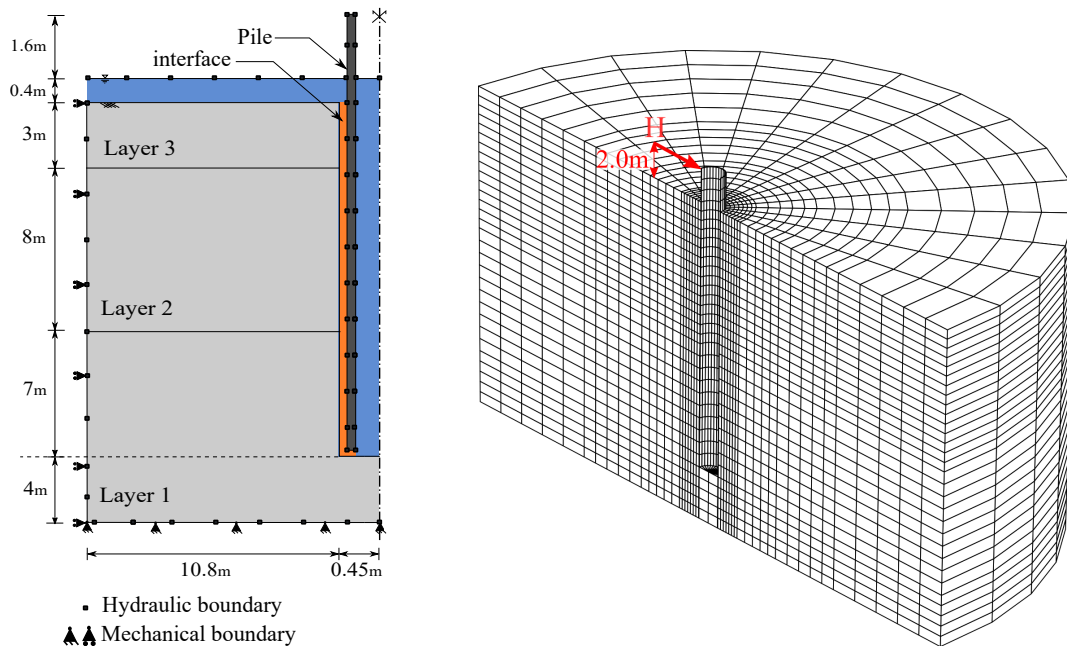 1.6m
Pile
interface
0.4m
3m
Layer 3
8m
Layer 2
7m
Layer 1
4m
10.8m
0.45m
Hydraulic boundary
Mechanical boundary
H
2.0m